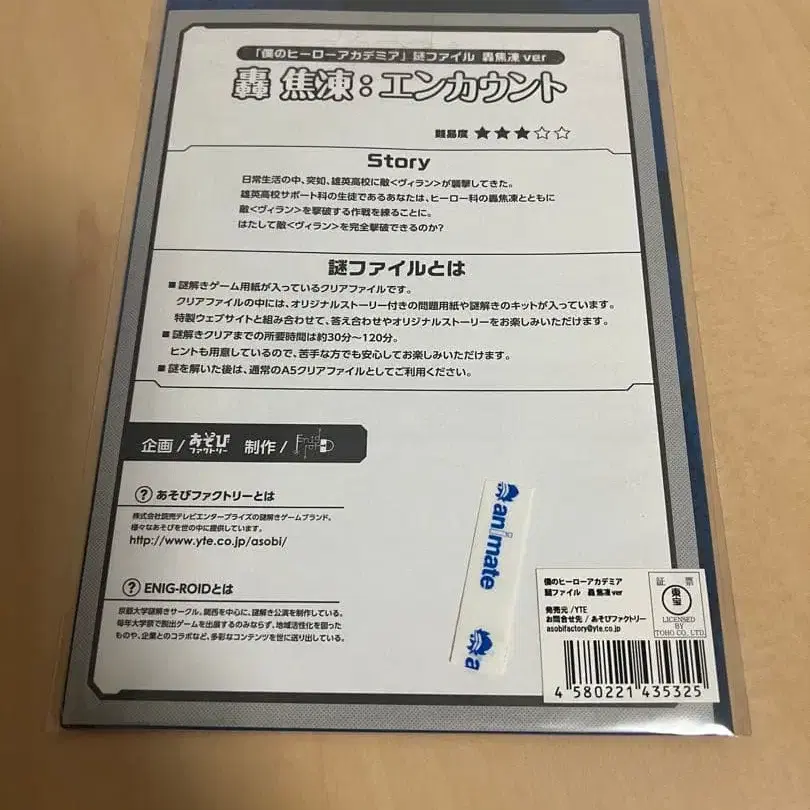 「僕のヒーローアカデミア」謎ファイル 轟焦凍ver
轟 焦凍:エンカウント
難易度 ★★★☆☆
Story
日常生活の中、突如、雄英高校に敵<ヴィラン>が襲撃してきた。
雄英高校サポート科の生徒であるあなたは、ヒーロー科の轟焦凍とともに
敵<ヴィラン>を撃破する作戦を練ることに。
はたして敵<ヴィラン>を完全撃破できるのか?
謎ファイルとは
■ 謎解きゲーム用紙が入っているクリアファイルです。
クリアファイルの中には、オリジナルストーリー付きの問題用紙や謎解きのキットが入っています。
特製ウェブサイトと組み合わせて、答え合わせやオリジナルストーリーをお楽しみいただけます。
■ 謎解きクリアまでの所要時間は約30分〜120分。
ヒントも用意しているので、苦手な方でも安心してお楽しみいただけます。
■ 謎を解いた後は、通常のA5クリアファイルとしてご利用ください。
企画 / あそびファクトリー 制作 /
? あそびファクトリーとは
株式会社読売テレビエンタープライズの謎解きゲームブランド。
様々なあそびを世の中に提供しています。
http://www.yte.co.jp/asobi/
? ENIG-ROIDとは
京都大学謎解きサークル。関西を中心に、謎解き公演を制作している。
毎年大学祭で脱出ゲームを出展するのみならず、地域活性化を図った
ものや、企業とのコラボなど、多彩なコンテンツを世に送り出している。
animate
a
僕のヒーローアカデミア
謎ファイル 轟焦凍ver
発売元 /YTE
お問合せ先 / あそびファクトリー
asobifactory@yte.co.jp
証 票
東宝
LICENSED
BY
TOHO CO., LTD.
4 580221 435325